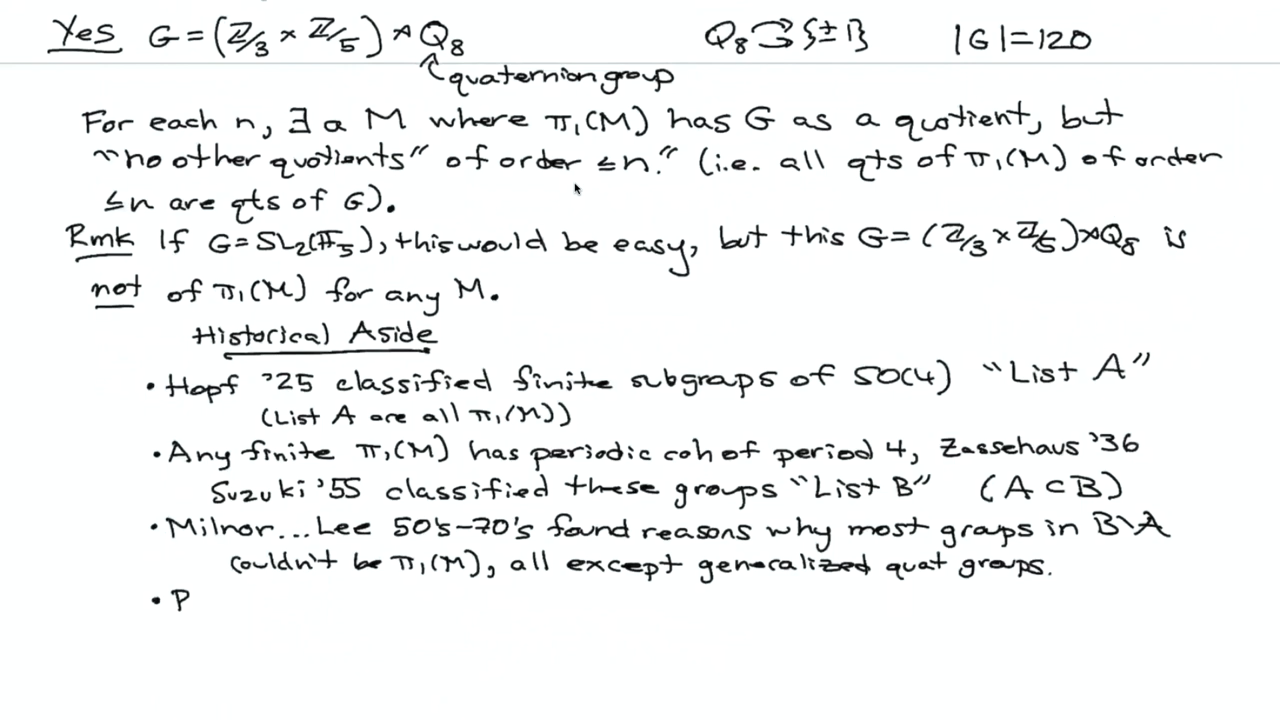 Yes G = (ℤ/3 × ℤ/5) ⋊ Q8 Q8 ↷ {±1} |G| = 120
quaternion group
For each n, ∃ a M where π1(M) has G as a quotient, but
"no other quotients" of order ≤n." (i.e. all qts of π1(M) of order
≤n are qts of G).
Rmk If G = SL2(𝔽5), this would be easy, but this G = (ℤ/3 × ℤ/5) ⋊ Q8 is
not of π1(M) for any M.
Historical Aside
• Hopf '25 classified finite subgraps of SO(4) "List A"
(List A are all π1(M))
• Any finite π1(M) has periodic coh of period 4, Zassehaus '36
Suzuki '55 classified these groups "List B" (A ⊂ B)
• Milnor...Lee 50's-70's found reasons why most graps in B\A
couldn't be π1(M), all except generalized quat graps.
• P